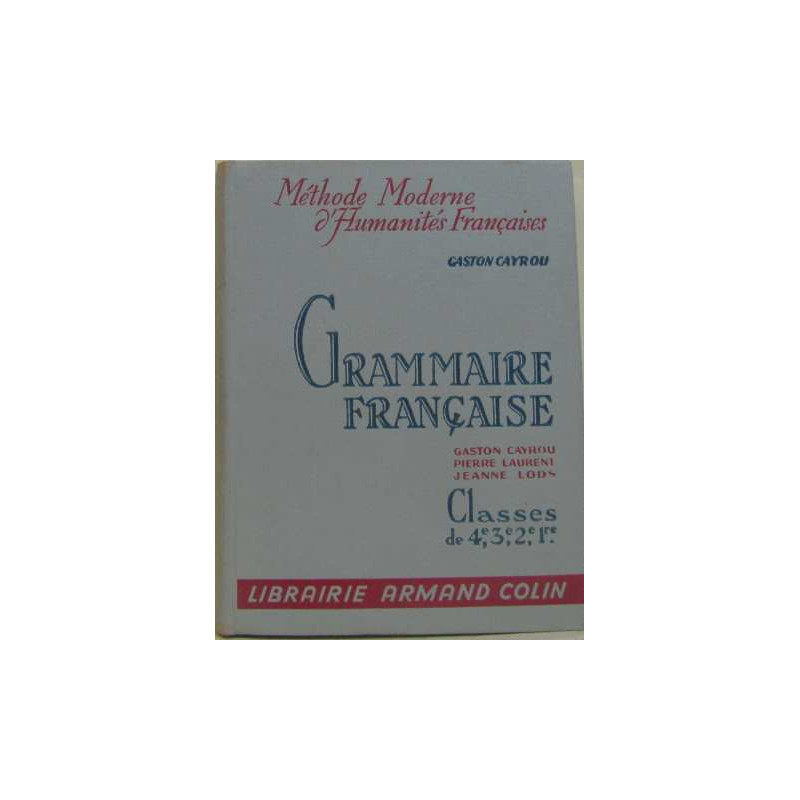 Méthode Moderne
d'Humanités Françaises
GASTON CAYROU
GRAMMAIRE
FRANÇAISE
GASTON CAYROU
PIERRE LAURENT
JEANNE LODS
Classes
de 4e, 3e, 2e, 1re.
LIBRAIRIE ARMAND COLIN